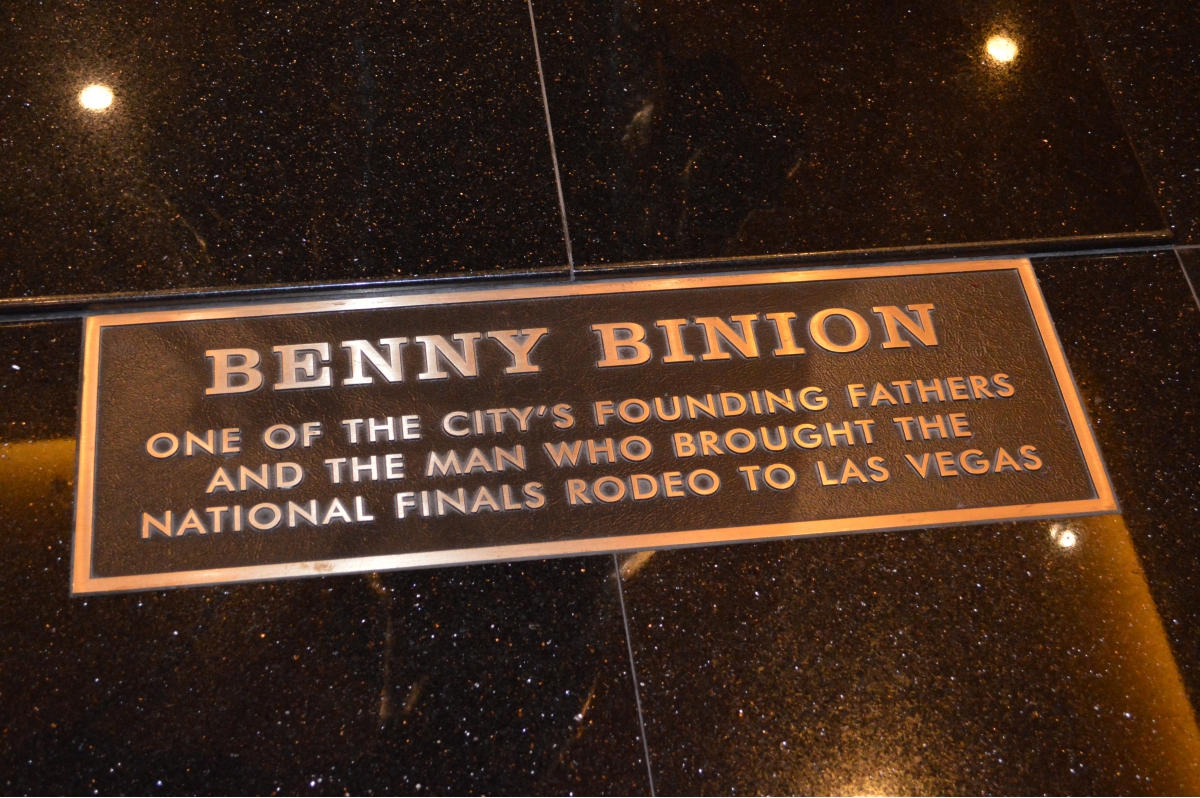 BENNY BINION
ONE OF THE CITY'S FOUNDING FATHERS
AND THE MAN WHO BROUGHT THE
NATIONAL FINALS RODEO TO LAS VEGAS